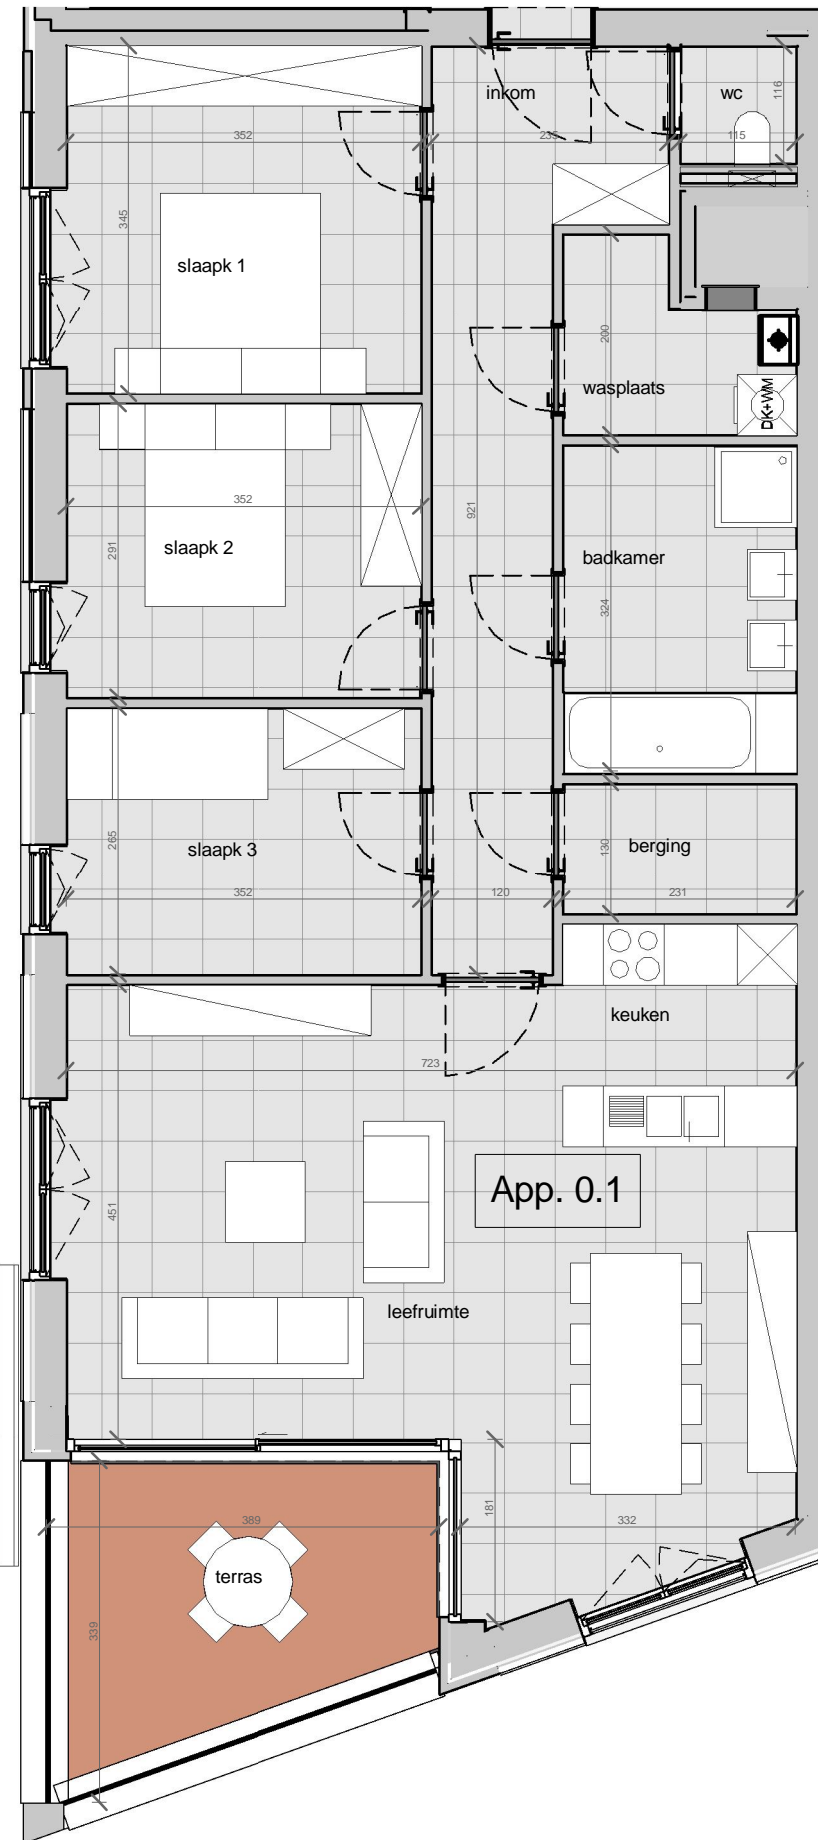 inkom
wc
116
352
235
115
345
slaapk 1
200
wasplaats
DK+WM
352
921
291
slaapk 2
badkamer
324
265
slaapk 3
berging
130
352
120
231
keuken
723
451
App. 0.1
leefruimte
389
181
332
terras
339